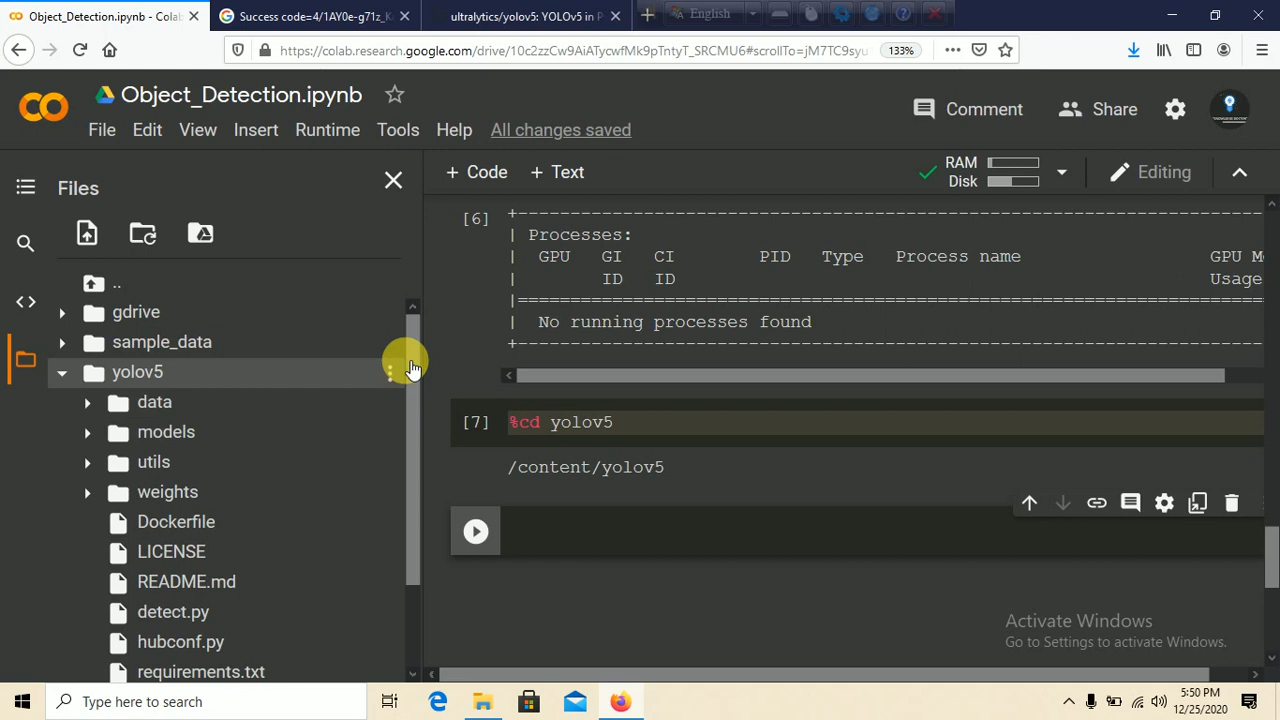 Object_Detection.ipynb - Colab
Success code=4/1AY0e-g71z_K
ultralytics/yolov5: YOLOv5 in P
English
https://colab.research.google.com/drive/10c2zzCw9AiATycwfMk9pTntyT_SRCMU6#scrollTo=jM7TC9syu
133%
Object_Detection.ipynb
Comment
Share
File Edit View Insert Runtime Tools Help All changes saved
Files
+ Code + Text
RAM
Disk
Editing
..
gdrive
sample_data
yolov5
data
models
utils
weights
Dockerfile
LICENSE
README.md
detect.py
hubconf.py
requirements.txt
[6]
+-----------------------------------------------------------------------------
| Processes:
| GPU GI CI PID Type Process name GPU Me
| ID ID Usage
|=============================================================================
| No running processes found
+-----------------------------------------------------------------------------
[7] %cd yolov5
/content/yolov5
Activate Windows
Go to Settings to activate Windows.
Type here to search
5:50 PM
12/25/2020